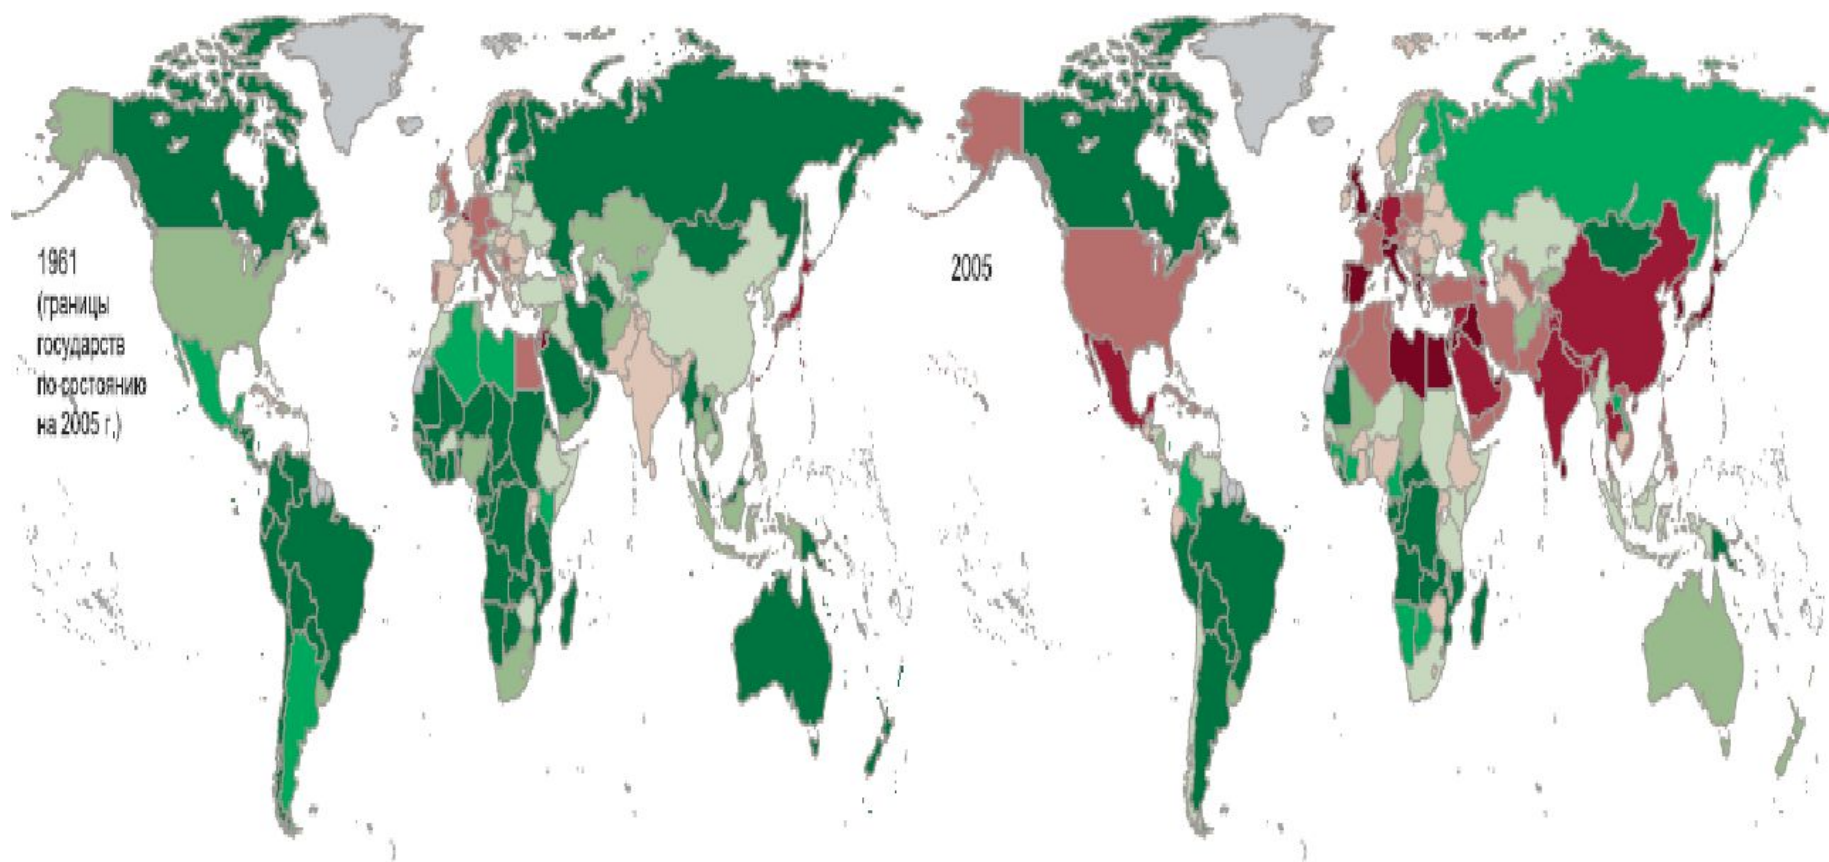 1961
(границы
государств
по состоянию
на 2005 г.)
2005